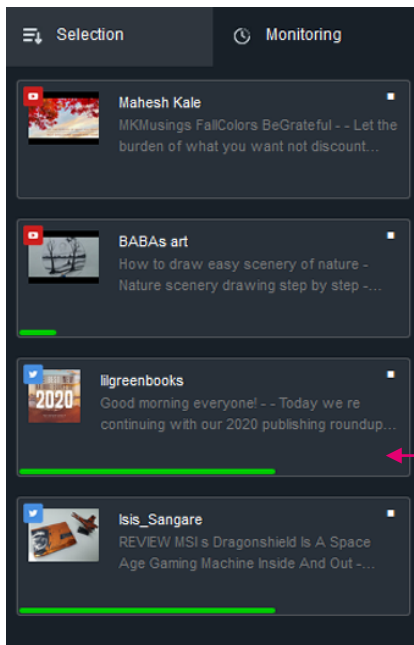 Selection
Monitoring
Mahesh Kale
MKMusings FallColors BeGrateful - - Let the
burden of what you want not discount...
BABAs art
How to draw easy scenery of nature -
Nature scenery drawing step by step -...
2020
lilgreenbooks
Good morning everyone! - - Today we re
continuing with our 2020 publishing roundup...
Isis_Sangare
REVIEW MSI s Dragonshield Is A Space
Age Gaming Machine Inside And Out -...